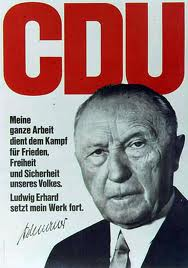 CDU
Meine
ganze Arbeit
dient dem Kampf
für Frieden,
Freiheit
und Sicherheit
unseres Volkes.
Ludwig Erhard
setzt mein Werk fort.
Adenauer